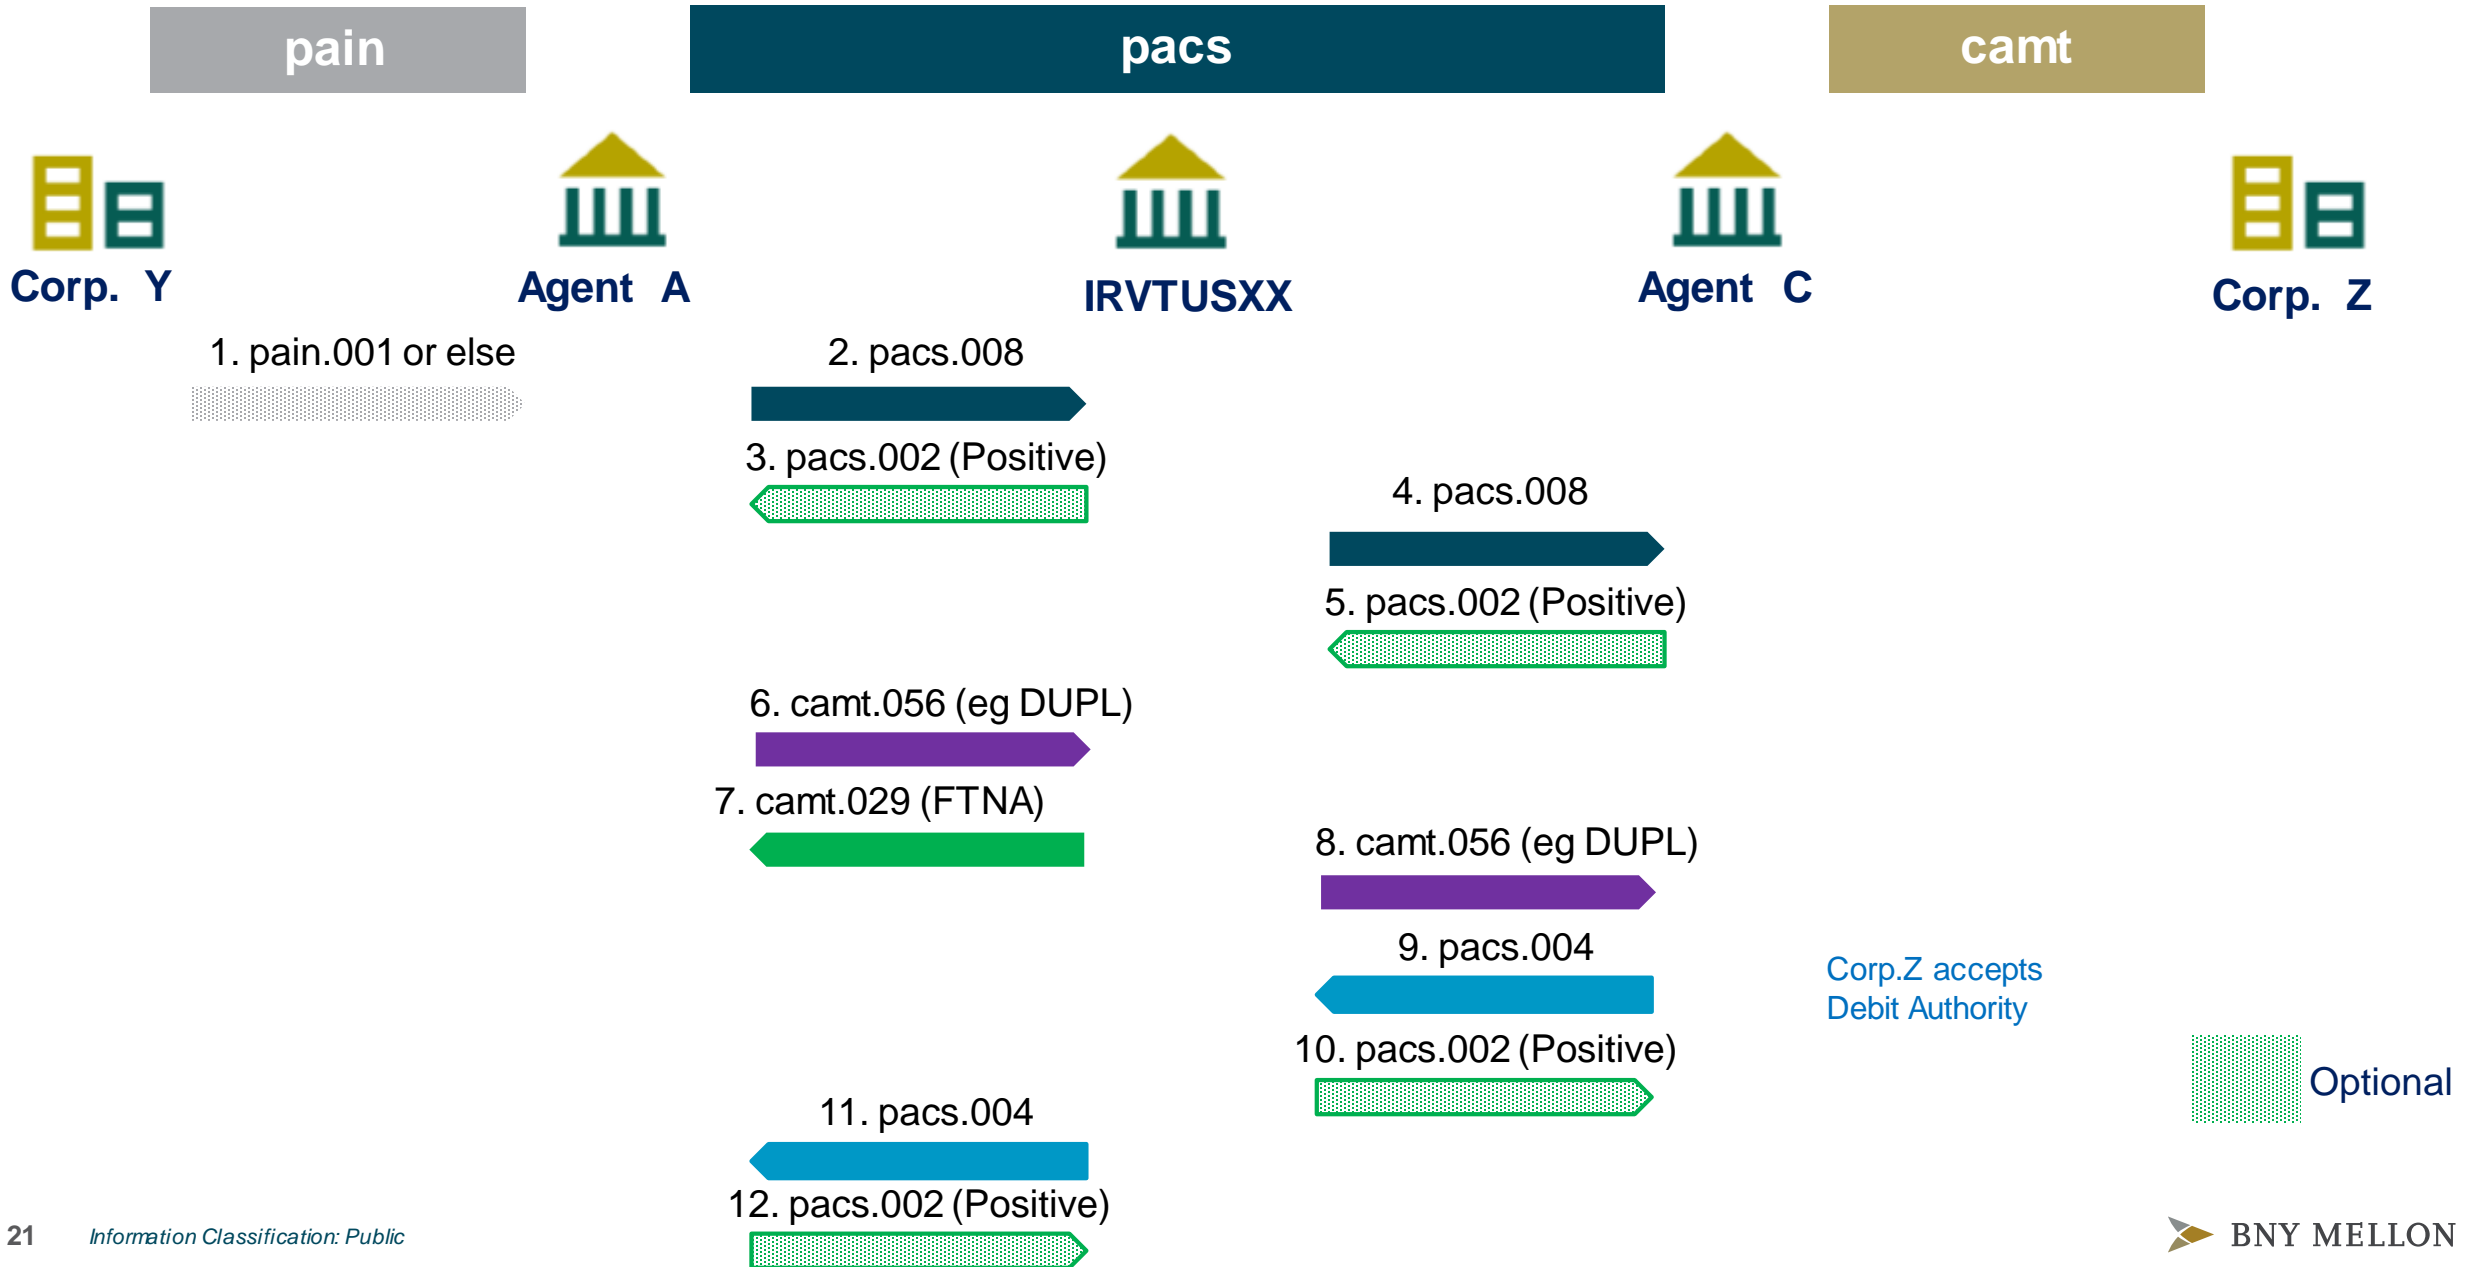 pain
pacs
camt
Corp. Y
Agent A
IRVTUSXX
Agent C
Corp. Z
1. pain.001 or else
2. pacs.008
3. pacs.002 (Positive)
4. pacs.008
5. pacs.002 (Positive)
6. camt.056 (eg DUPL)
7. camt.029 (FTNA)
8. camt.056 (eg DUPL)
9. pacs.004
Corp.Z accepts
Debit Authority
10. pacs.002 (Positive)
Optional
11. pacs.004
12. pacs.002 (Positive)
21
Information Classification: Public
BNY MELLON